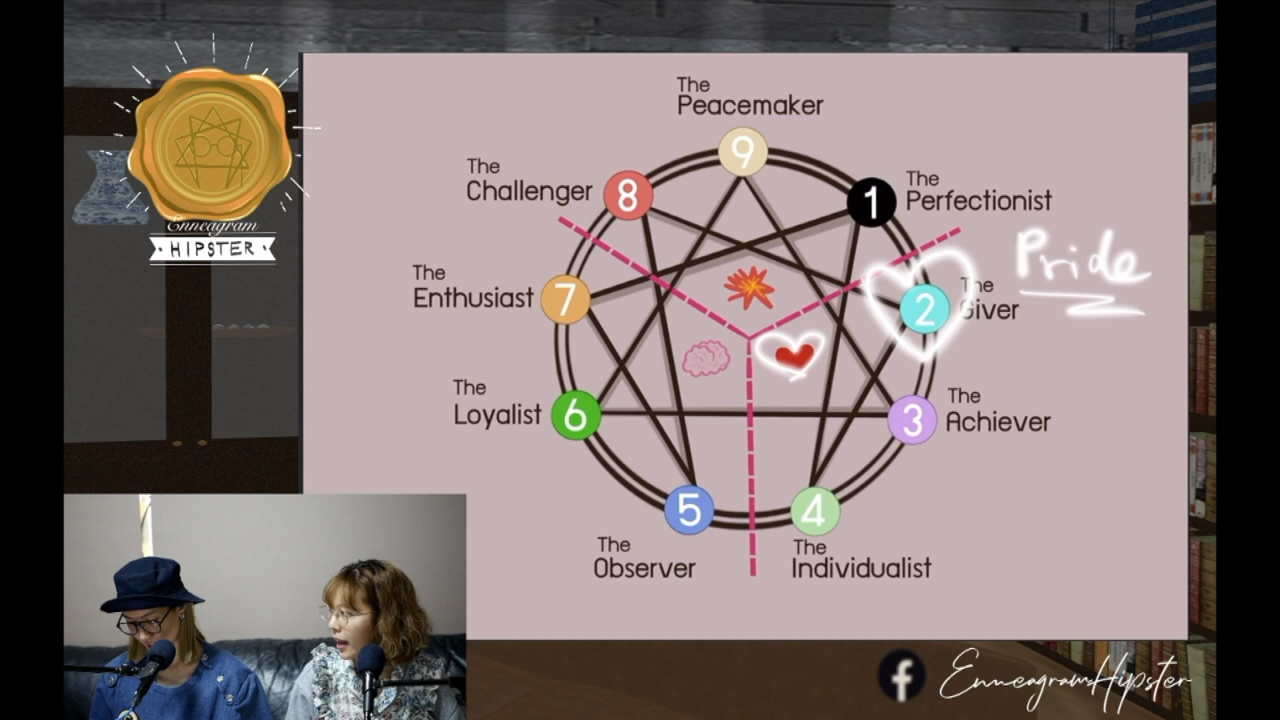 Enneagram
HIPSTER
The
Peacemaker
9
The
Challenger
8
1
The
Perfectionist
Pride
The
Enthusiast
7
2
The
Giver
The
Loyalist
6
3
The
Achiever
5
4
The
Observer
The
Individualist
f
EnneagramHipster